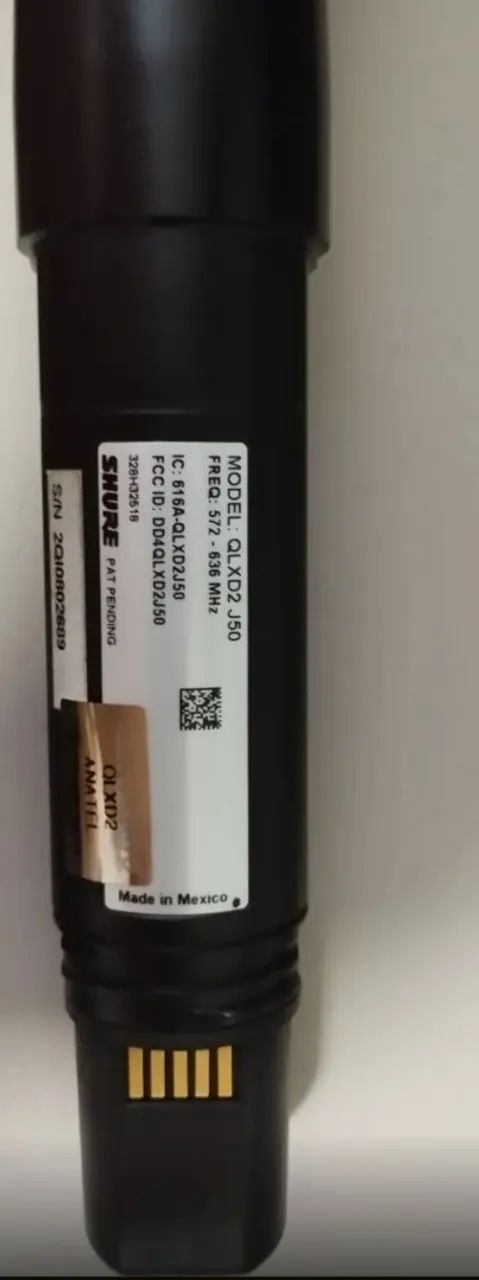 MODEL: QLXD2 J50
FREQ: 572 - 636 MHz
IC: 616A-QLXD2J50
FCC ID: DD4QLXD2J50
328H32618
SHURE PAT PENDING
Made in Mexico
S/N 2QI0802689
QLXD2
ANATEL